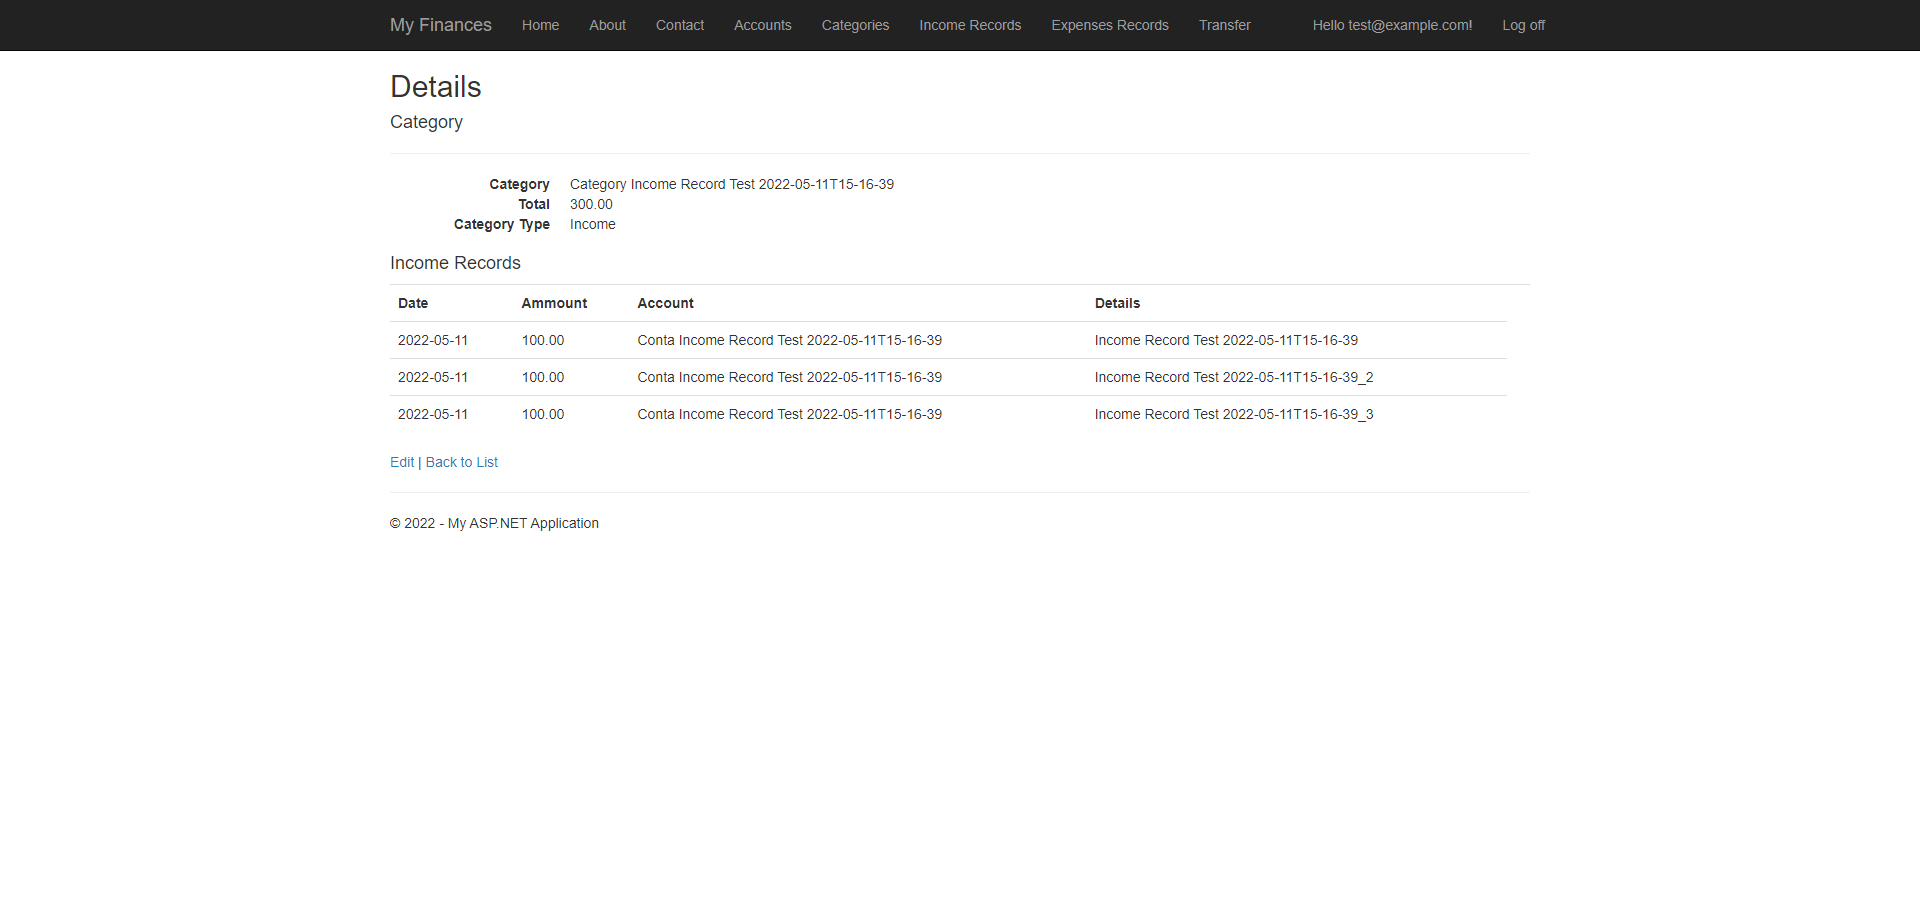 My Finances Home About Contact Accounts Categories Income Records Expenses Records Transfer Hello test@example.com! Log off
Details
Category
Category Category Income Record Test 2022-05-11T15-16-39
Total 300.00
Category Type Income
Income Records
Date Ammount Account Details
2022-05-11 100.00 Conta Income Record Test 2022-05-11T15-16-39 Income Record Test 2022-05-11T15-16-39
2022-05-11 100.00 Conta Income Record Test 2022-05-11T15-16-39 Income Record Test 2022-05-11T15-16-39_2
2022-05-11 100.00 Conta Income Record Test 2022-05-11T15-16-39 Income Record Test 2022-05-11T15-16-39_3
Edit | Back to List
© 2022 - My ASP.NET Application